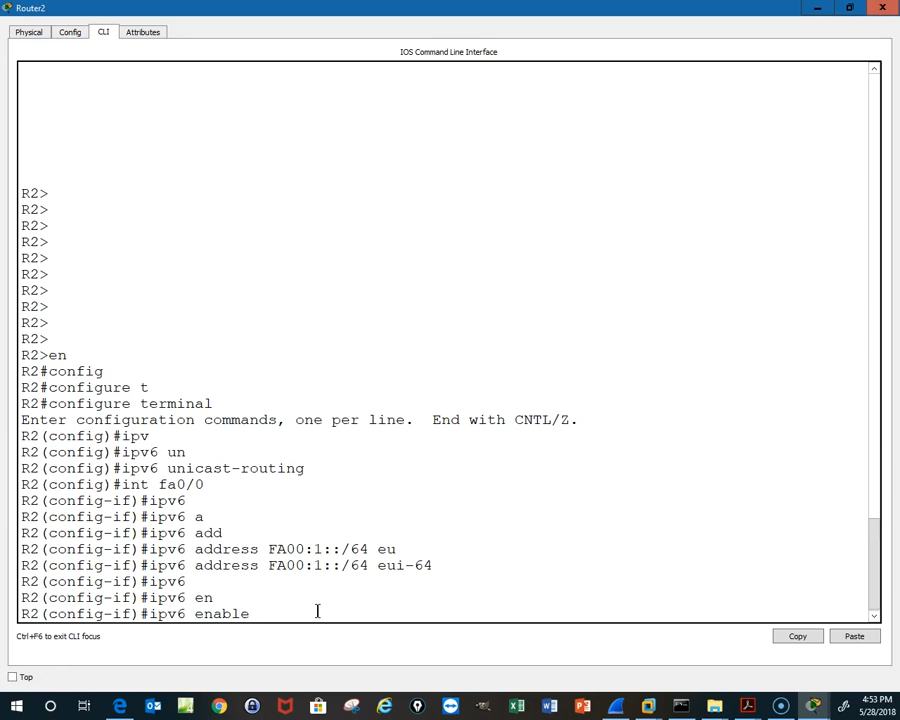 Router2
Physical Config CLI Attributes
IOS Command Line Interface
R2>
R2>
R2>
R2>
R2>
R2>
R2>
R2>
R2>
R2>
R2>en
R2#config
R2#configure t
R2#configure terminal
Enter configuration commands, one per line.  End with CNTL/Z.
R2(config)#ipv
R2(config)#ipv6 un
R2(config)#ipv6 unicast-routing
R2(config)#int fa0/0
R2(config-if)#ipv6
R2(config-if)#ipv6 a
R2(config-if)#ipv6 add
R2(config-if)#ipv6 address FA00:1::/64 eu
R2(config-if)#ipv6 address FA00:1::/64 eui-64
R2(config-if)#ipv6
R2(config-if)#ipv6 en
R2(config-if)#ipv6 enable
Ctrl+F6 to exit CLI focus
Copy Paste
Top
4:53 PM
5/28/2018